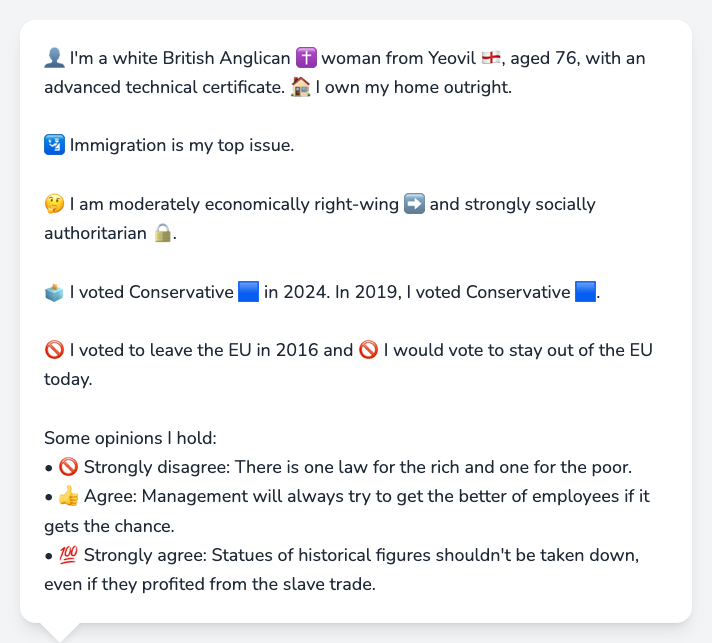 👤 I'm a white British Anglican ✝️ woman from Yeovil 🏴󠁧󠁢󠁥󠁮󠁧󠁿, aged 76, with an
advanced technical certificate. 🏠 I own my home outright.
🛂 Immigration is my top issue.
🤔 I am moderately economically right-wing ➡️ and strongly socially
authoritarian 🔒.
🗳️ I voted Conservative 🟦 in 2024. In 2019, I voted Conservative 🟦.
🚫 I voted to leave the EU in 2016 and 🚫 I would vote to stay out of the EU
today.
Some opinions I hold:
• 🚫 Strongly disagree: There is one law for the rich and one for the poor.
• 👍 Agree: Management will always try to get the better of employees if it
gets the chance.
• 💯 Strongly agree: Statues of historical figures shouldn't be taken down,
even if they profited from the slave trade.